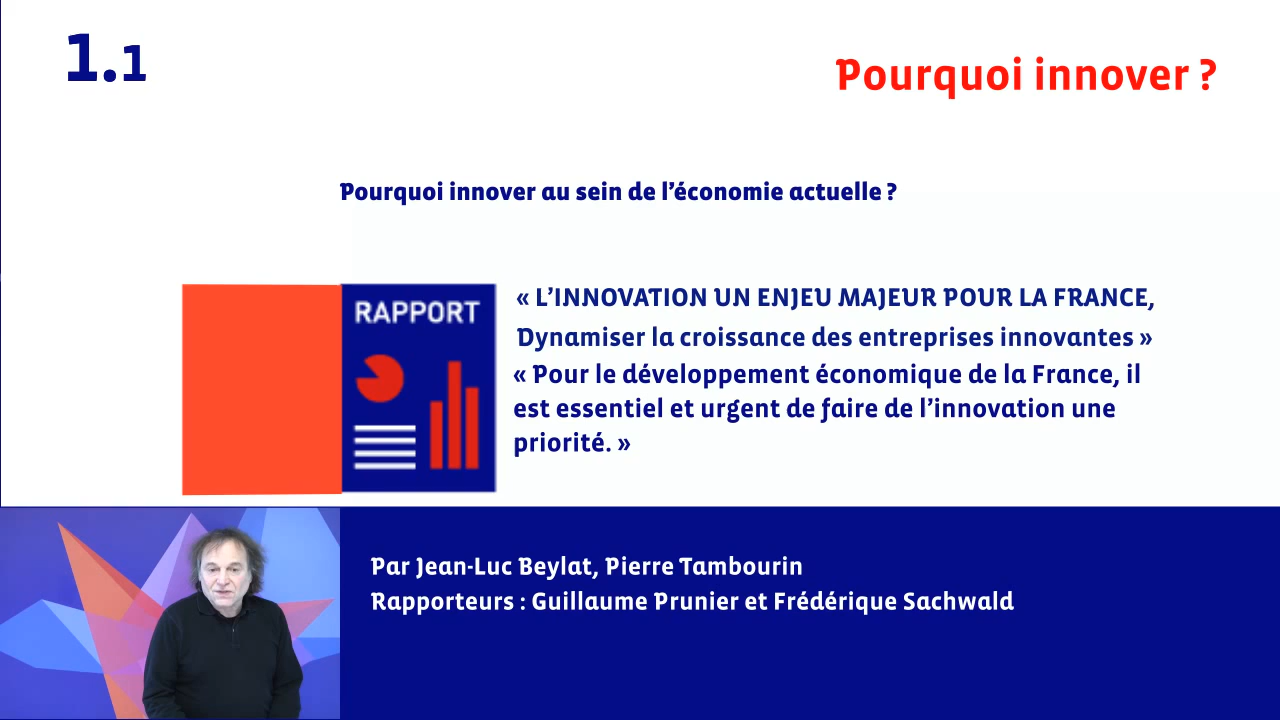 1.1
Pourquoi innover ?
Pourquoi innover au sein de l'économie actuelle ?
RAPPORT
« L'INNOVATION UN ENJEU MAJEUR POUR LA FRANCE,
Dynamiser la croissance des entreprises innovantes »
« Pour le développement économique de la France, il
est essentiel et urgent de faire de l'innovation une
priorité. »
Par Jean-Luc Beylat, Pierre Tambourin
Rapporteurs : Guillaume Prunier et Frédérique Sachwald